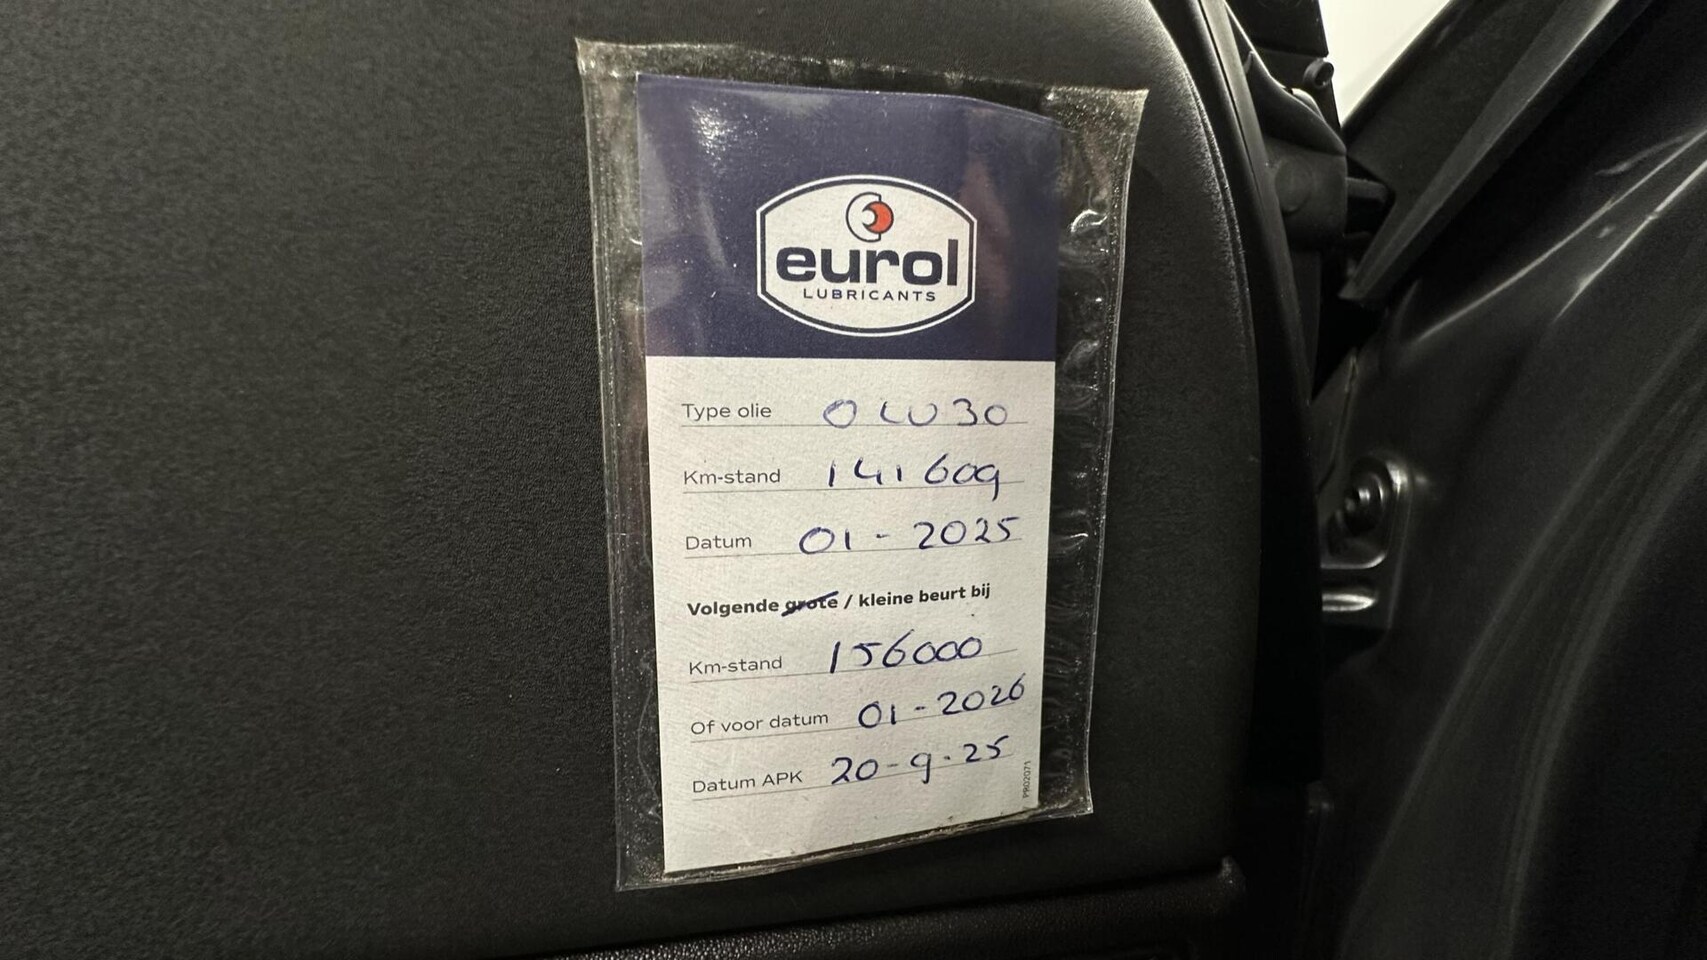 eurol
LUBRICANTS
Type olie 0W30
Km-stand 141609
Datum 01-2025
Volgende grote / kleine beurt bij
Km-stand 156000
Of voor datum 01-2026
Datum APK 20-9-25
PR02071